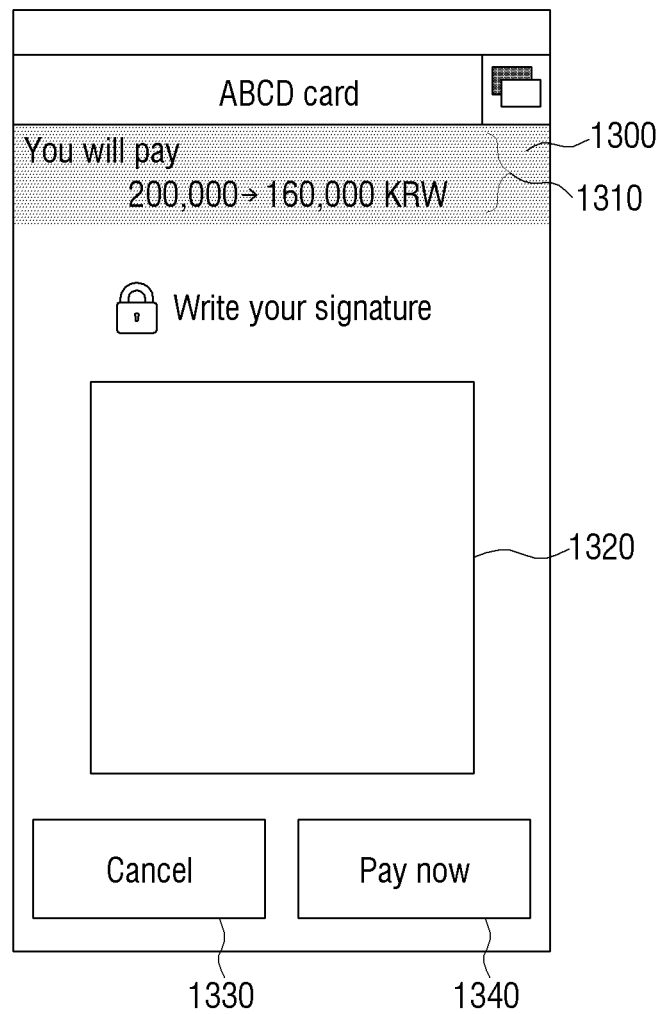 ABCD card
You will pay
200,000→160,000 KRW
1300
1310
Write your signature
1320
Cancel
Pay now
1330
1340